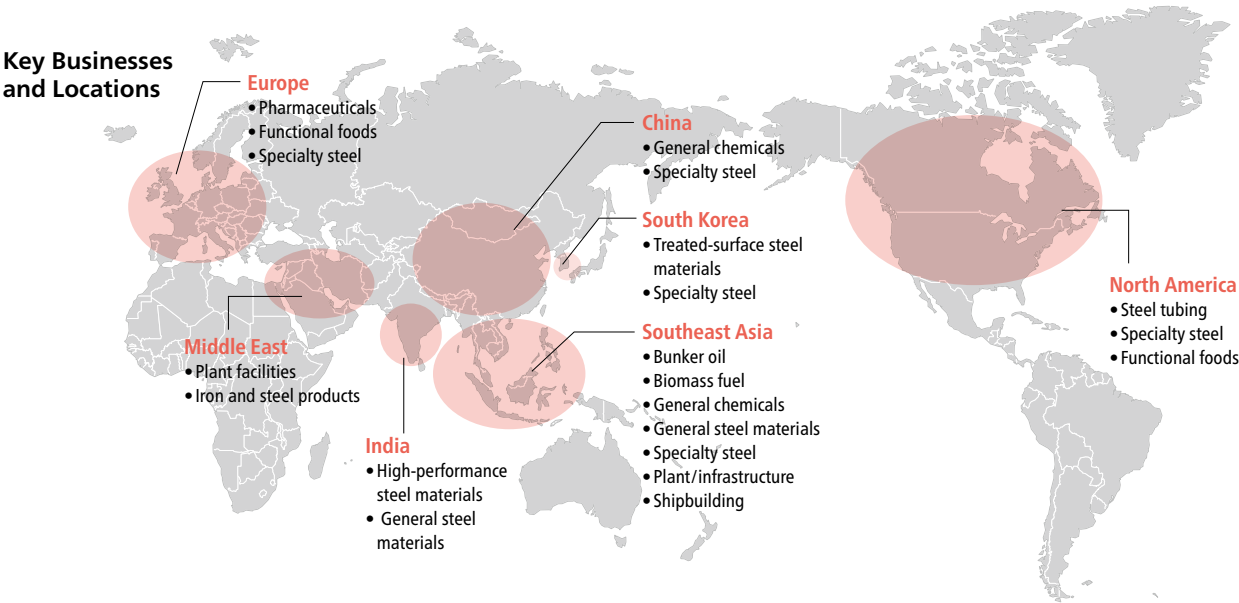 Key Businesses
and Locations
Europe
• Pharmaceuticals
• Functional foods
• Specialty steel
China
• General chemicals
• Specialty steel
South Korea
• Treated-surface steel
materials
• Specialty steel
North America
• Steel tubing
• Specialty steel
• Functional foods
Middle East
• Plant facilities
• Iron and steel products
Southeast Asia
• Bunker oil
• Biomass fuel
• General chemicals
• General steel materials
• Specialty steel
• Plant/infrastructure
• Shipbuilding
India
• High-performance
steel materials
• General steel
materials